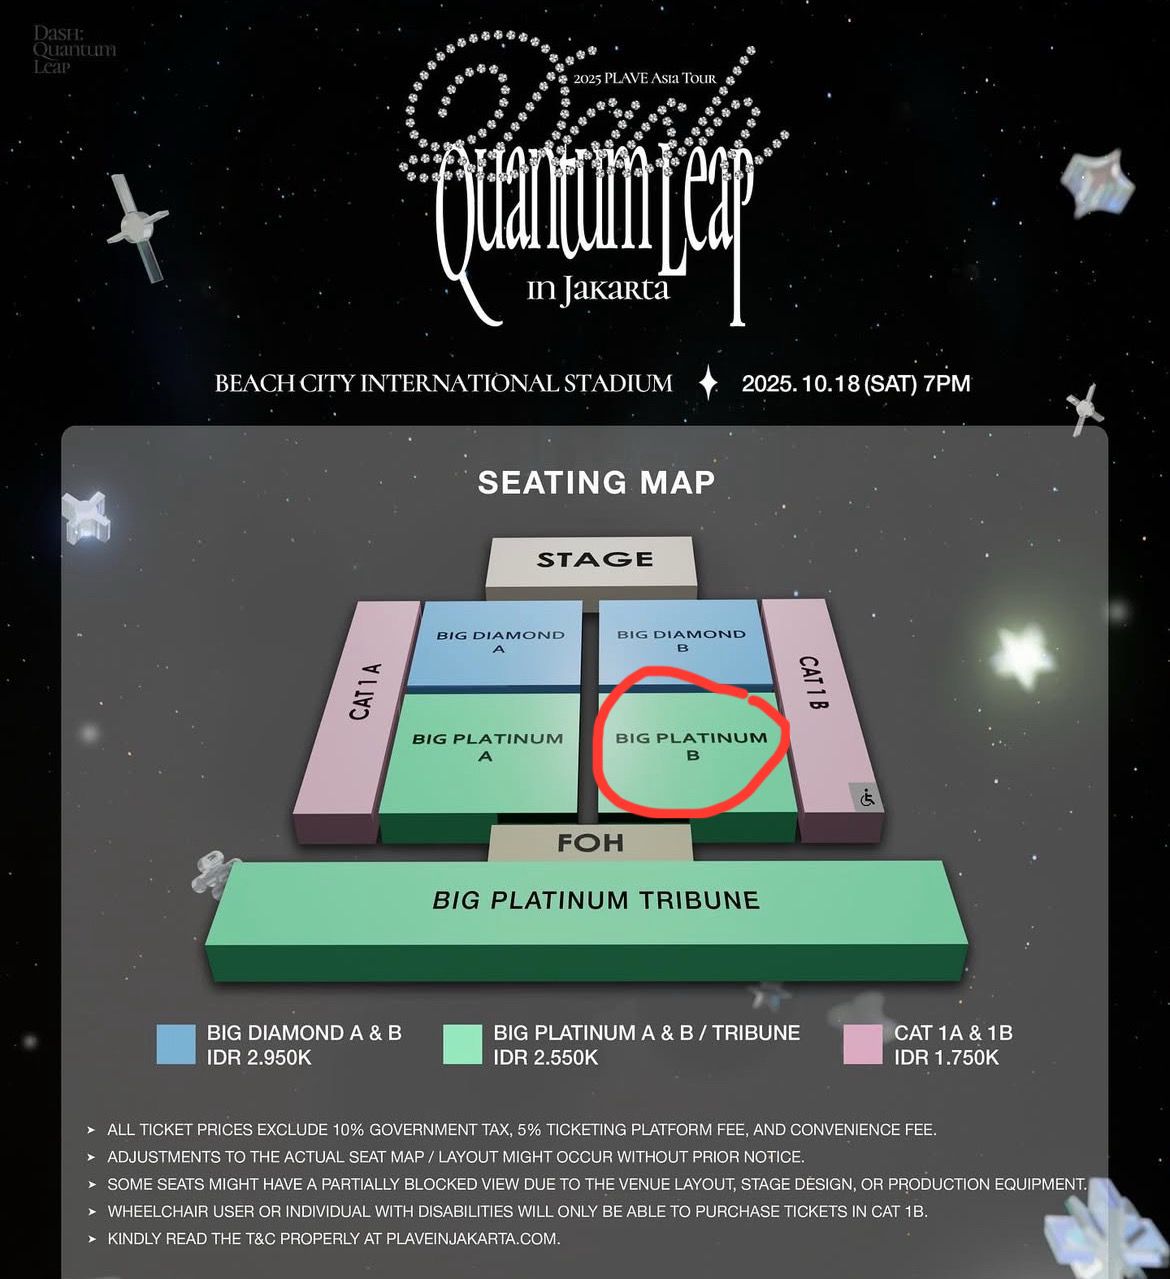 Dash:
Quantum
Leap
2025 PLAVE Asia Tour
Dash
Quantum Leap
in Jakarta
BEACH CITY INTERNATIONAL STADIUM 2025.10.18 (SAT) 7PM
SEATING MAP
STAGE
BIG DIAMOND
A
BIG DIAMOND
B
CAT 1 A
CAT 1 B
BIG PLATINUM
A
BIG PLATINUM
B
FOH
BIG PLATINUM TRIBUNE
BIG DIAMOND A & B
IDR 2.950K
BIG PLATINUM A & B / TRIBUNE
IDR 2.550K
CAT 1A & 1B
IDR 1.750K
➤ ALL TICKET PRICES EXCLUDE 10% GOVERNMENT TAX, 5% TICKETING PLATFORM FEE, AND CONVENIENCE FEE.
➤ ADJUSTMENTS TO THE ACTUAL SEAT MAP / LAYOUT MIGHT OCCUR WITHOUT PRIOR NOTICE.
➤ SOME SEATS MIGHT HAVE A PARTIALLY BLOCKED VIEW DUE TO THE VENUE LAYOUT, STAGE DESIGN, OR PRODUCTION EQUIPMENT.
➤ WHEELCHAIR USER OR INDIVIDUAL WITH DISABILITIES WILL ONLY BE ABLE TO PURCHASE TICKETS IN CAT 1B.
➤ KINDLY READ THE T&C PROPERLY AT PLAVEINJAKARTA.COM.